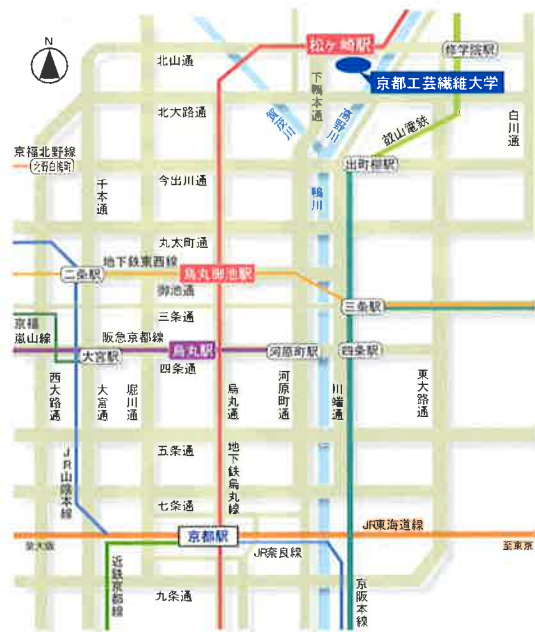 N
松ヶ崎駅
修学院駅
北山通
京都工芸繊維大学
下鴨本通
北大路通
賀茂川
高野川
叡山電鉄
白川通
京福北野線
北野白梅町
出町柳駅
千本通
今出川通
鴨川
丸太町通
地下鉄東西線
二条駅
烏丸御池駅
御池通
三条駅
三条通
京福
嵐山線
阪急京都線
大宮駅
烏丸駅
河原町駅
四条駅
四条通
西大路通
大宮通
堀川通
烏丸通
河原町通
川端通
東大路通
五条通
JR山陰本線
地下鉄烏丸線
七条通
JR東海道線
京都駅
至大阪
至東京
JR奈良線
近鉄京都線
京阪本線
九条通